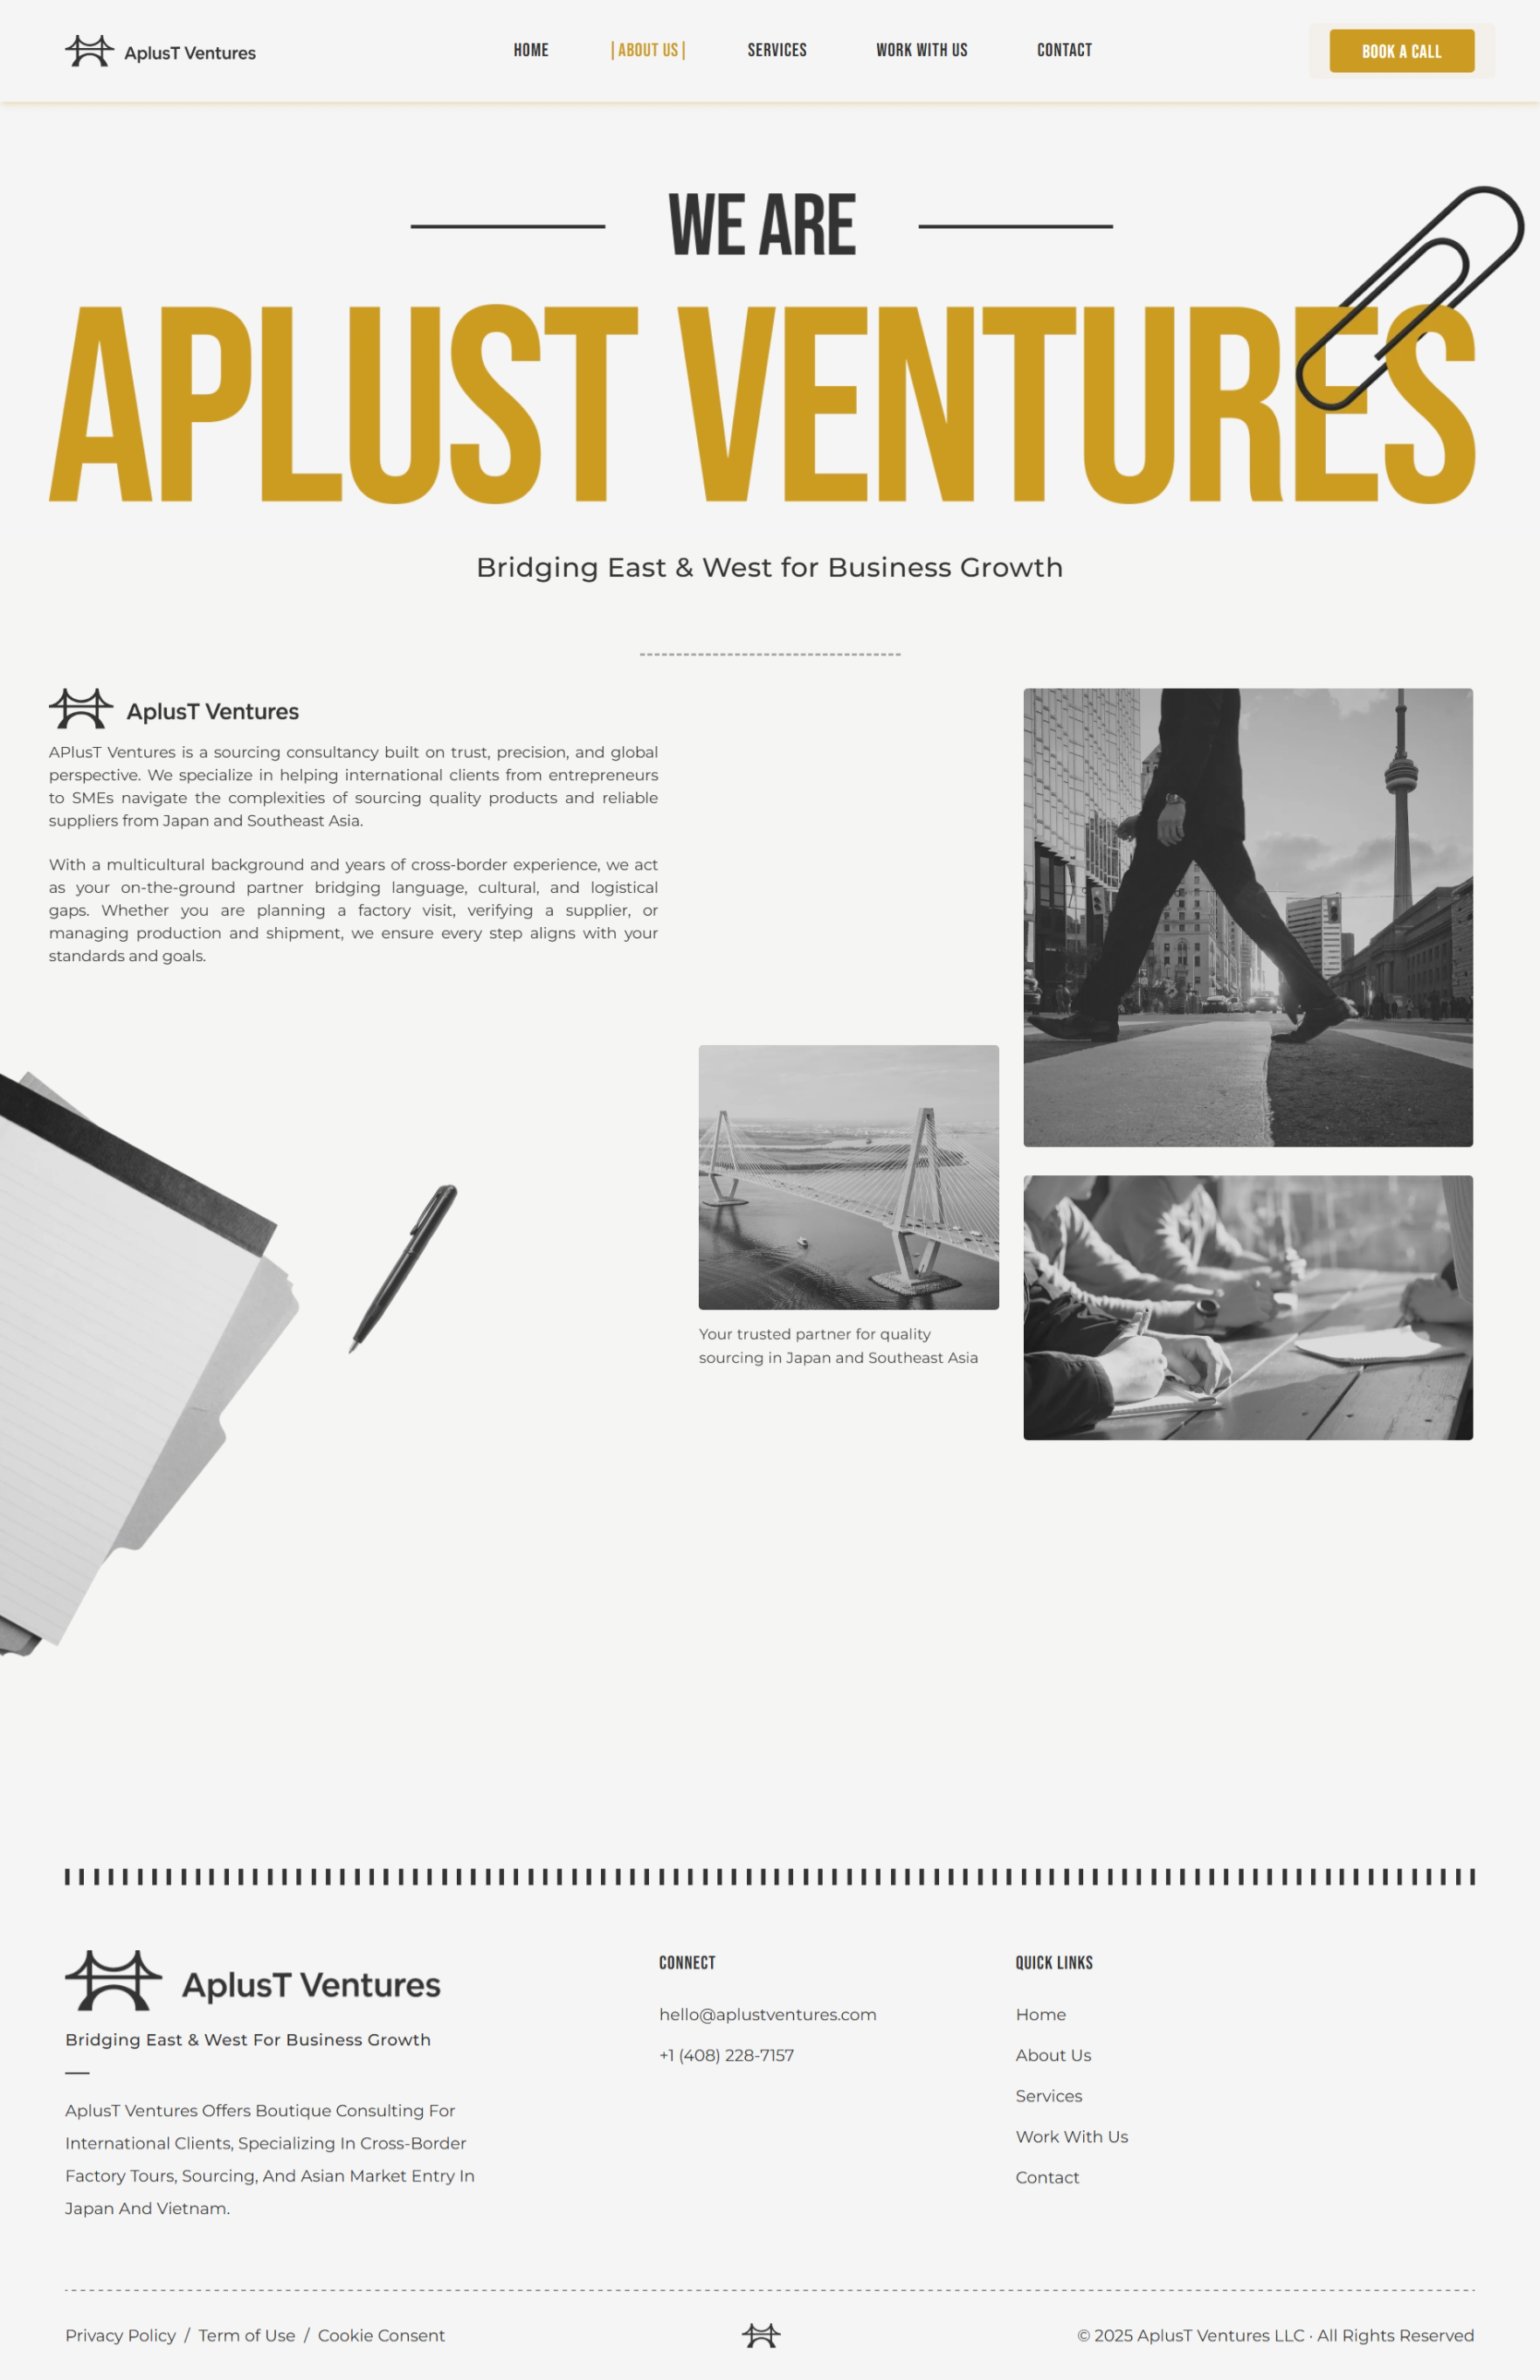 AplusT Ventures
HOME
| ABOUT US |
SERVICES
WORK WITH US
CONTACT
BOOK A CALL
WE ARE
APLUST VENTURES
Bridging East & West for Business Growth
AplusT Ventures
APlusT Ventures is a sourcing consultancy built on trust, precision, and global
perspective. We specialize in helping international clients from entrepreneurs
to SMEs navigate the complexities of sourcing quality products and reliable
suppliers from Japan and Southeast Asia.
With a multicultural background and years of cross-border experience, we act
as your on-the-ground partner bridging language, cultural, and logistical
gaps. Whether you are planning a factory visit, verifying a supplier, or
managing production and shipment, we ensure every step aligns with your
standards and goals.
Your trusted partner for quality
sourcing in Japan and Southeast Asia
AplusT Ventures
Bridging East & West For Business Growth
AplusT Ventures Offers Boutique Consulting For
International Clients, Specializing In Cross-Border
Factory Tours, Sourcing, And Asian Market Entry In
Japan And Vietnam.
CONNECT
hello@aplustventures.com
+1 (408) 228-7157
QUICK LINKS
Home
About Us
Services
Work With Us
Contact
Privacy Policy / Term of Use / Cookie Consent
© 2025 AplusT Ventures LLC · All Rights Reserved